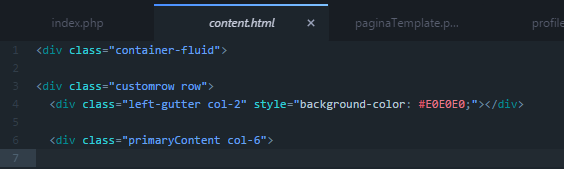 index.php content.html × paginaTemplate.p... profile
1 <div class="container-fluid">
2
3 <div class="customrow row">
4 <div class="left-gutter col-2" style="background-color: #E0E0E0;"></div>
5
6 <div class="primaryContent col-6">
7